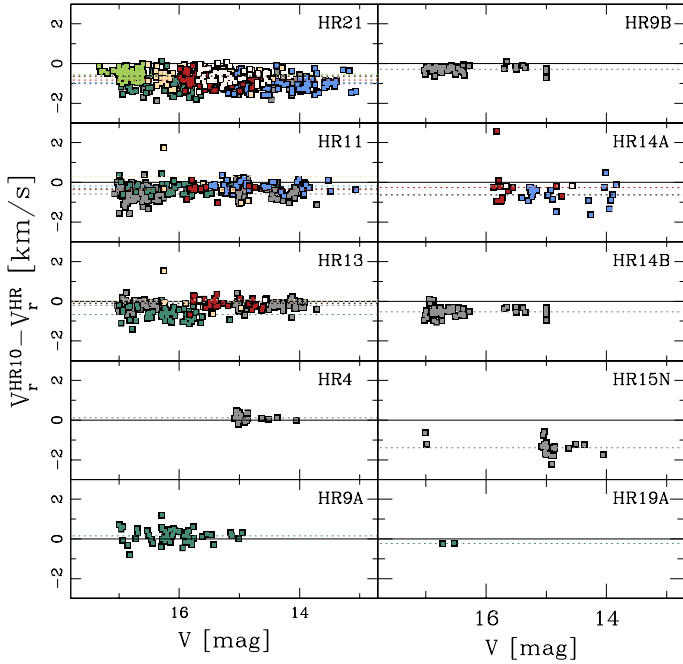 HR21 HR9B
2 0 -2
HR11 HR14A
2 0 -2
HR13 HR14B
2 0 -2
HR4 HR15N
2 0 -2
HR9A HR19A
2 0 -2
V_r^HR10 − V_r^HR [km/s]
16 14 16 14
V [mag] V [mag]